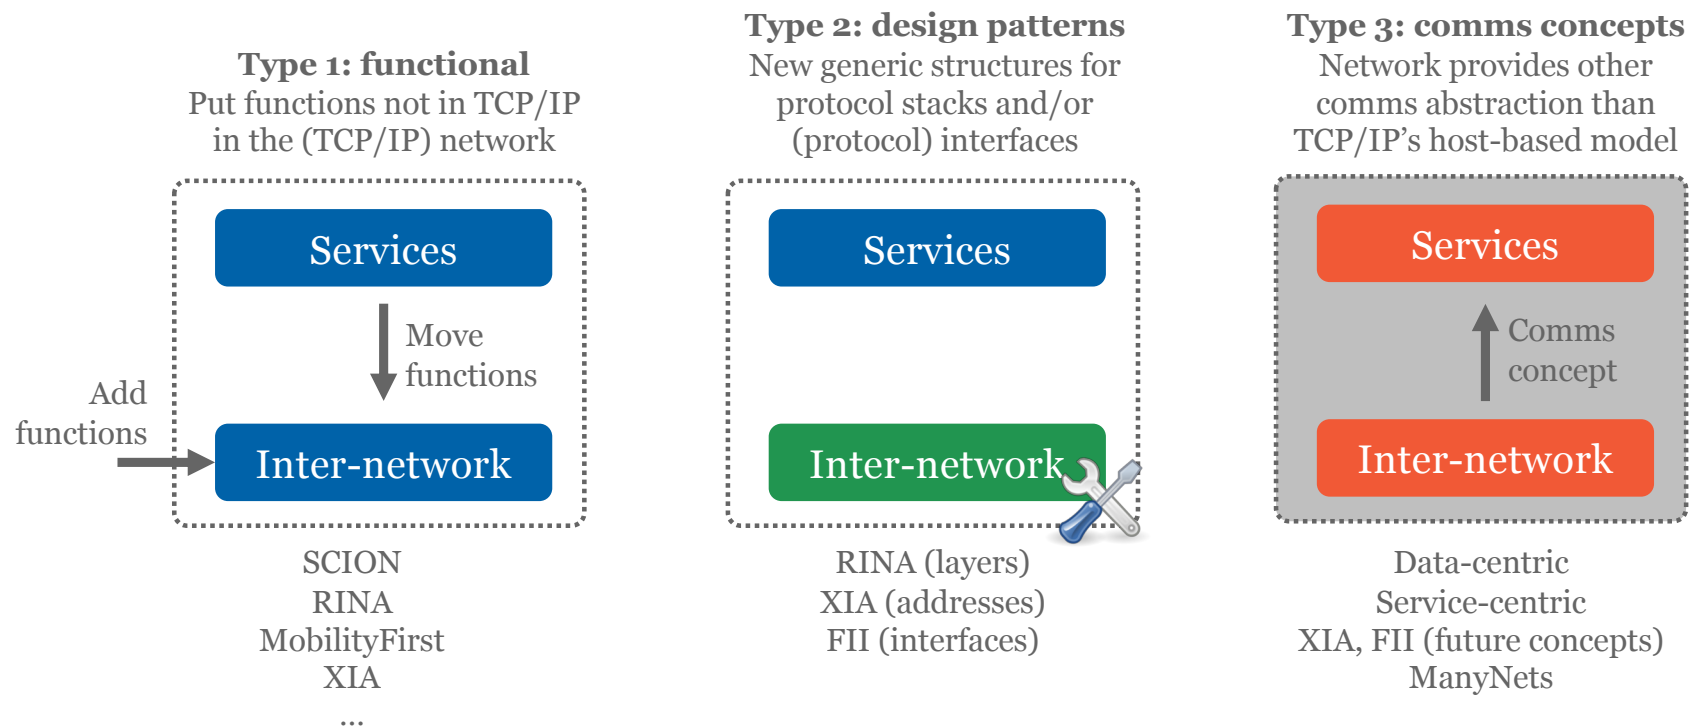 Type 1: functional
Put functions not in TCP/IP
in the (TCP/IP) network
Services
Move
functions
Add
functions
Inter-network
SCION
RINA
MobilityFirst
XIA
...
Type 2: design patterns
New generic structures for
protocol stacks and/or
(protocol) interfaces
Services
Inter-network
RINA (layers)
XIA (addresses)
FII (interfaces)
Type 3: comms concepts
Network provides other
comms abstraction than
TCP/IP’s host-based model
Services
Comms
concept
Inter-network
Data-centric
Service-centric
XIA, FII (future concepts)
ManyNets